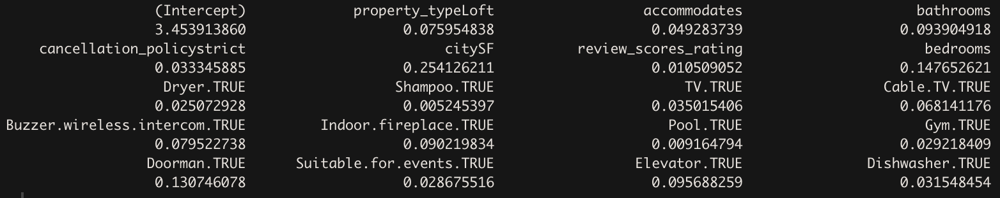 (Intercept) property_typeLoft accommodates bathrooms
3.453913860 0.075954838 0.049283739 0.093904918
cancellation_policystrict citySF review_scores_rating bedrooms
0.033345885 0.254126211 0.010509052 0.147652621
Dryer.TRUE Shampoo.TRUE TV.TRUE Cable.TV.TRUE
0.025072928 0.005245397 0.035015406 0.068141176
Buzzer.wireless.intercom.TRUE Indoor.fireplace.TRUE Pool.TRUE Gym.TRUE
0.079522738 0.090219834 0.009164794 0.029218409
Doorman.TRUE Suitable.for.events.TRUE Elevator.TRUE Dishwasher.TRUE
0.130746078 0.028675516 0.095688259 0.031548454